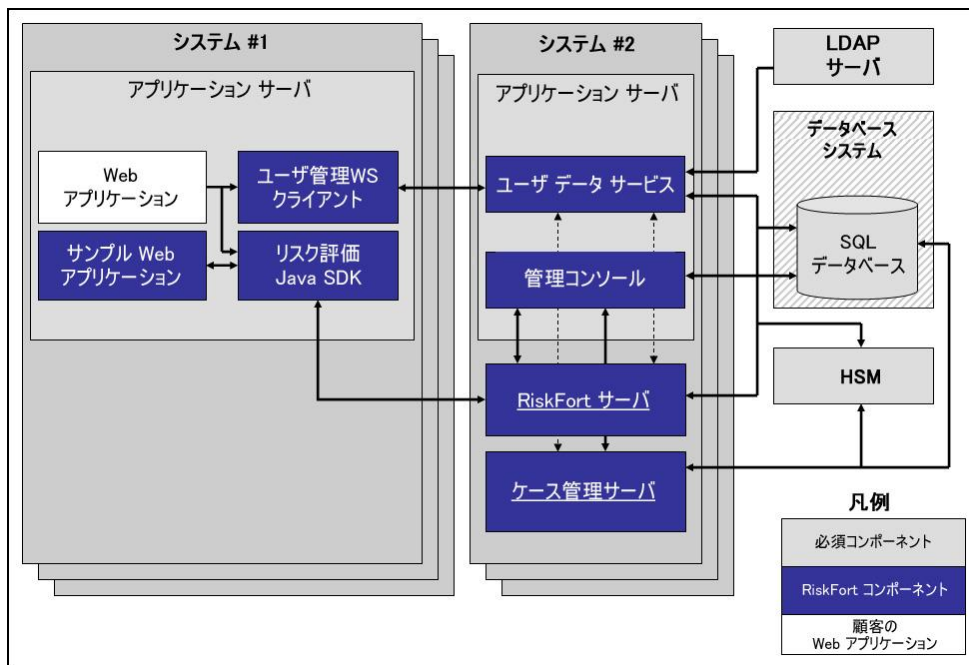 システム #1
アプリケーション サーバ
Web
アプリケーション
ユーザ管理WS
クライアント
サンプル Web
アプリケーション
リスク評価
Java SDK
システム #2
アプリケーション サーバ
ユーザ データ サービス
管理コンソール
RiskFort サーバ
ケース管理サーバ
LDAP
サーバ
データベース
システム
SQL
データベース
HSM
凡例
必須コンポーネント
RiskFort コンポーネント
顧客の
Web アプリケーション